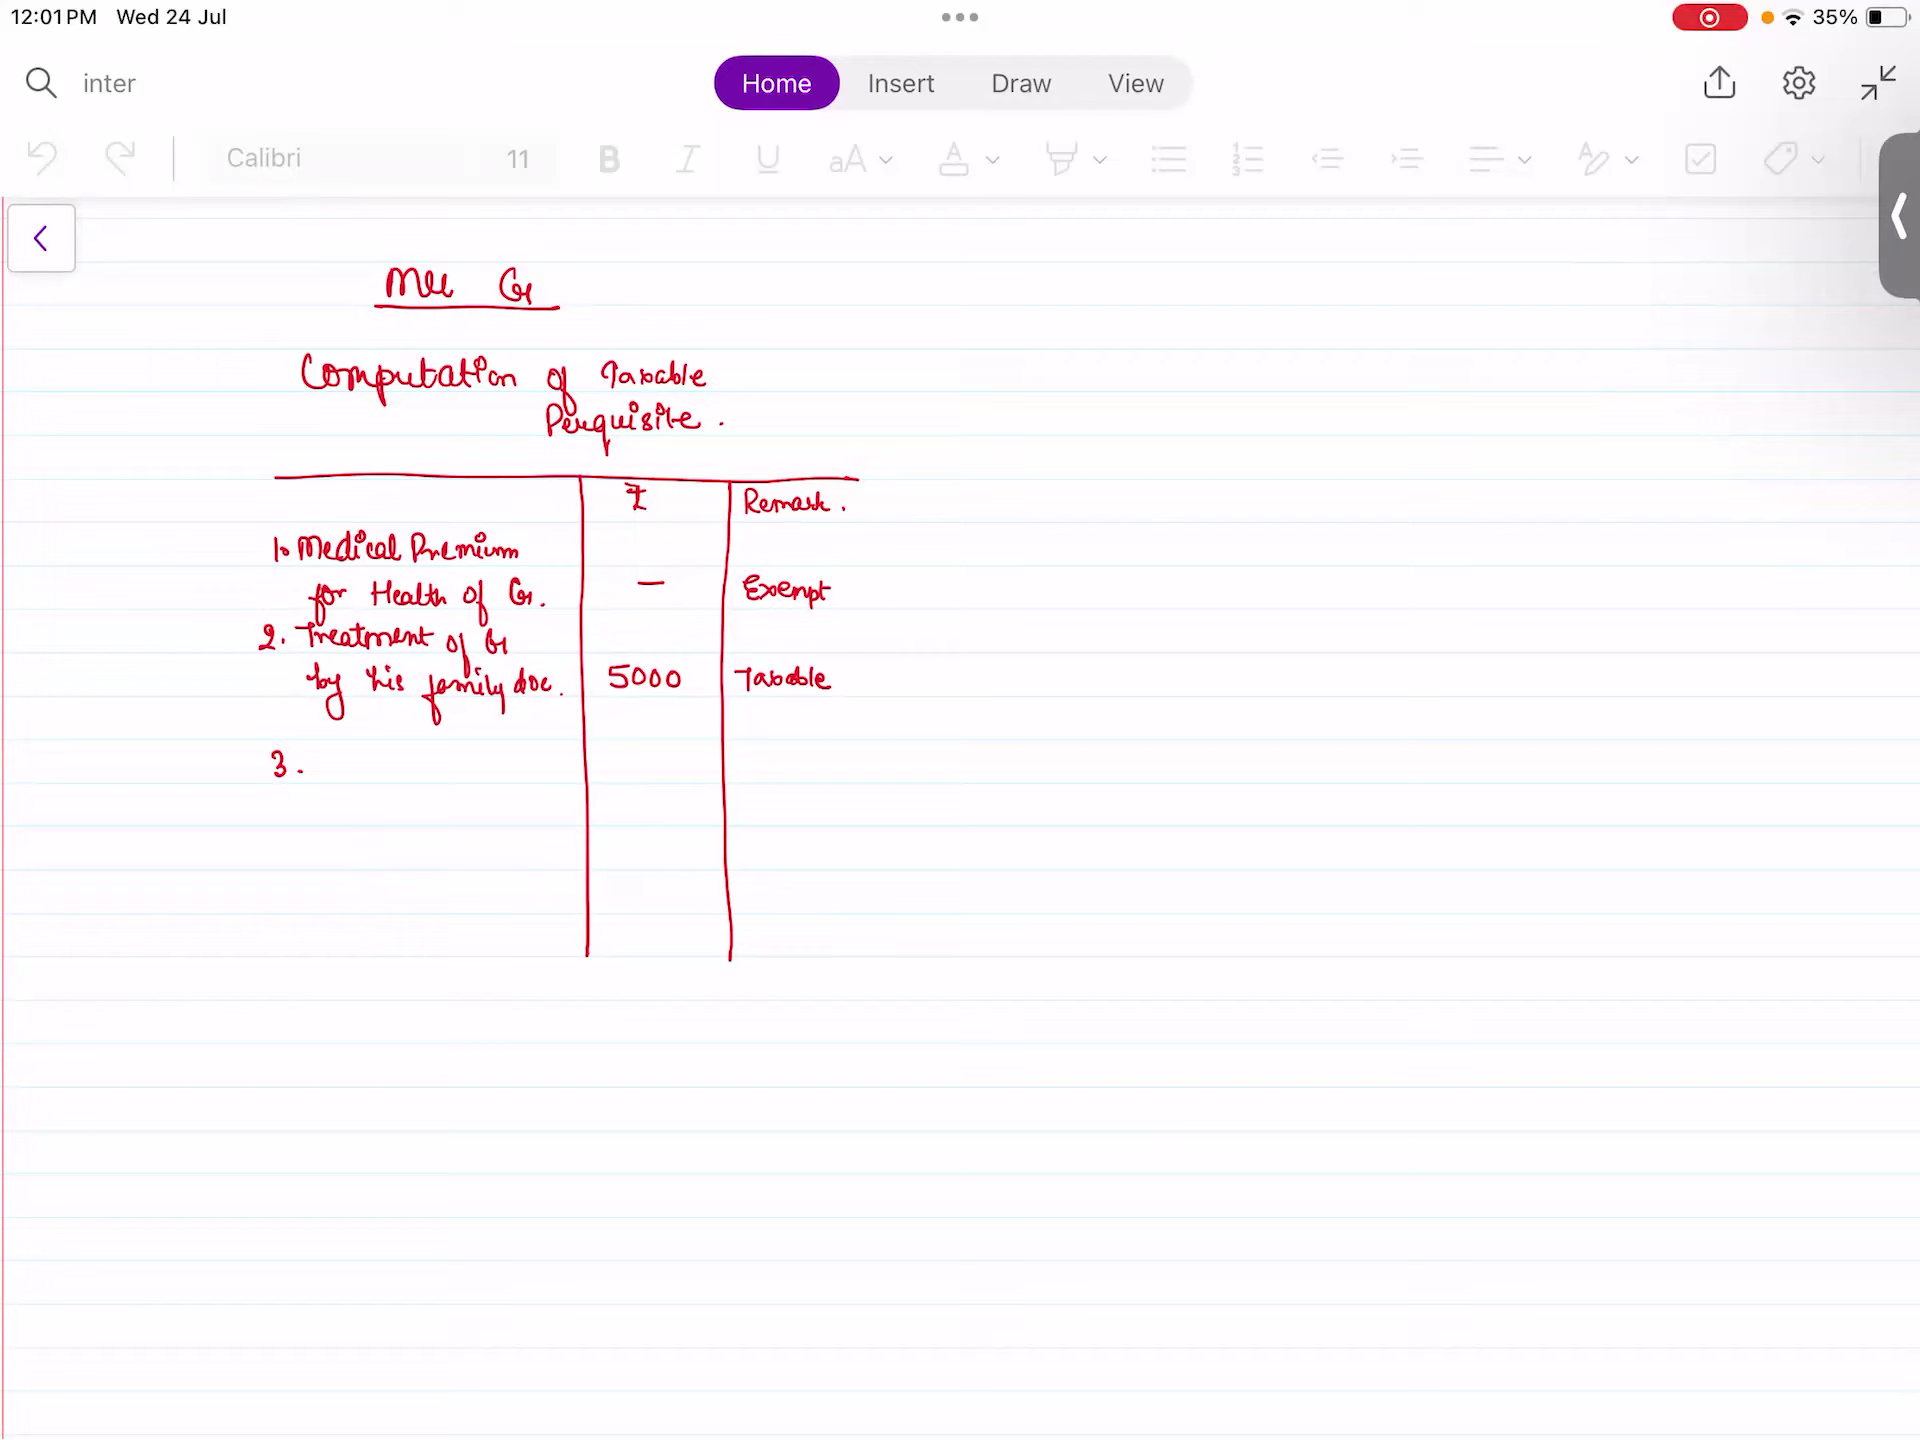 12:01 PM Wed 24 Jul
35%
inter
Home Insert Draw View
Calibri 11 B I U aA A
G
Computation of Taxable
Perquisite.
₹ Remark.
1. Medical Premium
for Health of G. — Exempt
2. Treatment of G
by his family doc. 5000 Taxable
3.